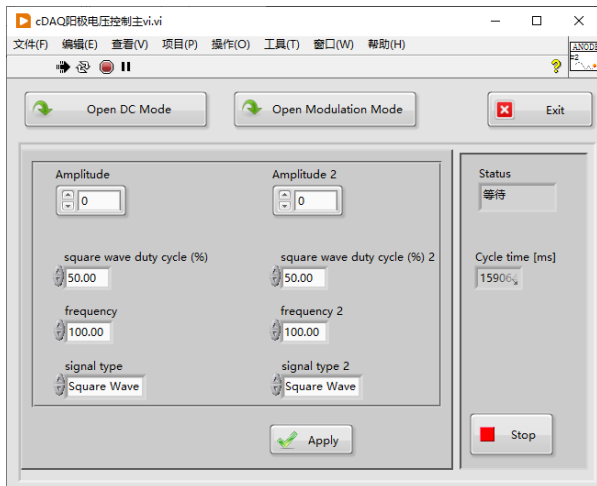 cDAQ阳极电压控制主vi.vi
文件(F) 编辑(E) 查看(V) 项目(P) 操作(O) 工具(T) 窗口(W) 帮助(H)
ANODE
#2
Open DC Mode Open Modulation Mode Exit
Amplitude Amplitude 2 Status
0 0 等待
square wave duty cycle (%) square wave duty cycle (%) 2 Cycle time [ms]
50.00 50.00 15906
frequency frequency 2
100.00 100.00
signal type signal type 2
Square Wave Square Wave
Apply Stop